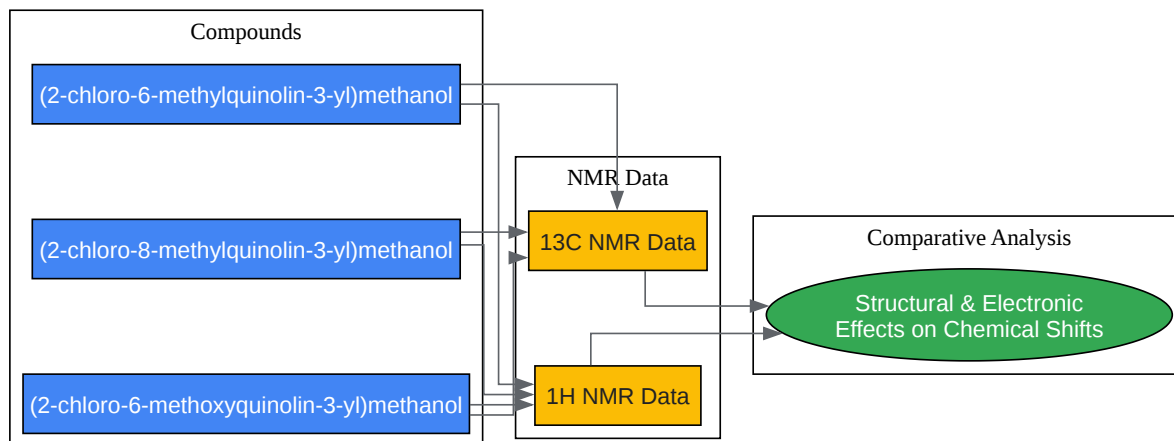 Compounds
(2-chloro-6-methylquinolin-3-yl)methanol
(2-chloro-8-methylquinolin-3-yl)methanol
(2-chloro-6-methoxyquinolin-3-yl)methanol
NMR Data
13C NMR Data
1H NMR Data
Comparative Analysis
Structural & Electronic
Effects on Chemical Shifts